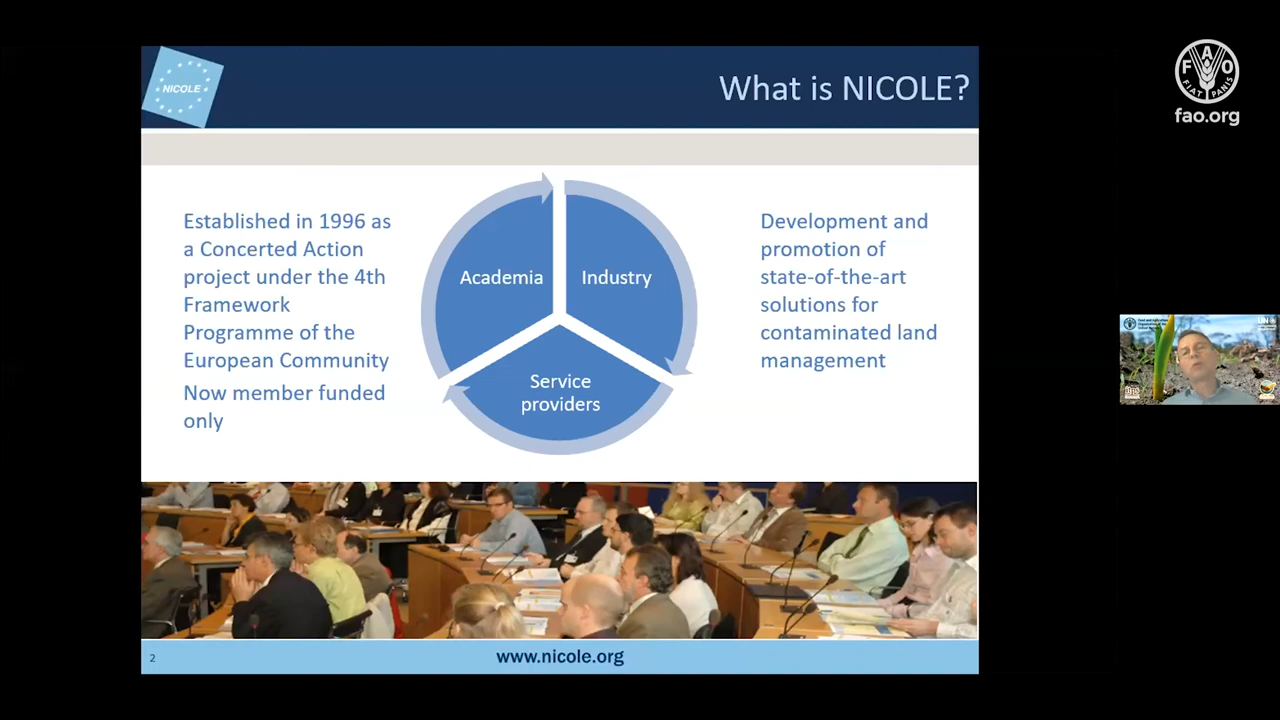 NICOLE
What is NICOLE?
Established in 1996 as
a Concerted Action
project under the 4th
Framework
Programme of the
European Community
Now member funded
only
Academia
Industry
Service
providers
Development and
promotion of
state-of-the-art
solutions for
contaminated land
management
2
www.nicole.org
F A O
FIAT PANIS
fao.org